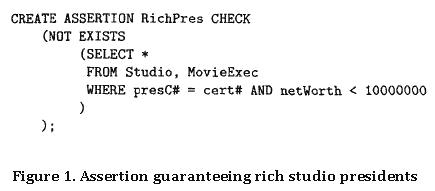 CREATE ASSERTION RichPres CHECK
(NOT EXISTS
(SELECT *
FROM Studio, MovieExec
WHERE presC# = cert# AND netWorth < 10000000
)
);
Figure 1. Assertion guaranteeing rich studio presidents